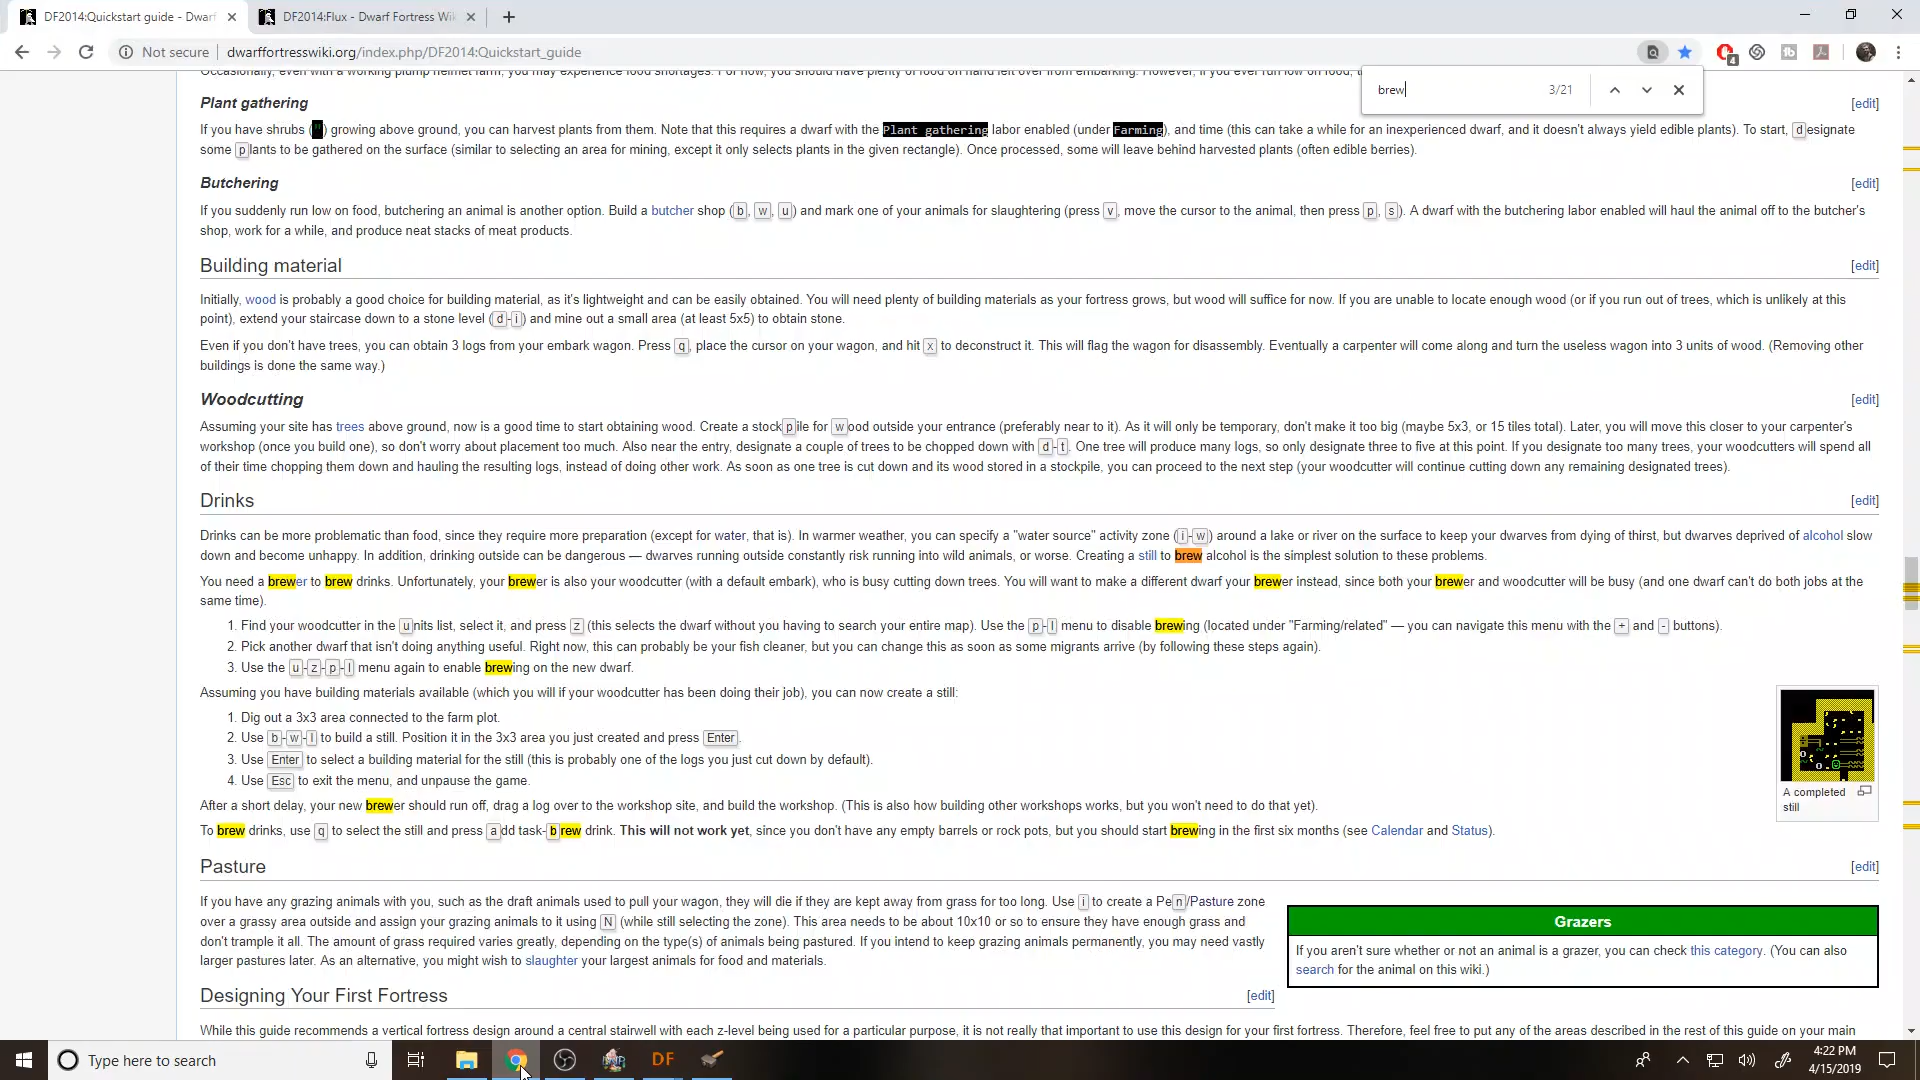 DF2014:Quickstart guide - Dwarf
DF2014:Flux - Dwarf Fortress Wiki
Not secure
dwarffortresswiki.org/index.php/DF2014:Quickstart_guide
4
brew 3/21
Plant gathering [edit]
If you have shrubs (") growing above ground, you can harvest plants from them. Note that this requires a dwarf with the Plant gathering labor enabled (under Farming), and time (this can take a while for an inexperienced dwarf, and it doesn't always yield edible plants). To start, designate
some plants to be gathered on the surface (similar to selecting an area for mining, except it only selects plants in the given rectangle). Once processed, some will leave behind harvested plants (often edible berries).
Butchering [edit]
If you suddenly run low on food, butchering an animal is another option. Build a butcher shop (b, w, u) and mark one of your animals for slaughtering (press v, move the cursor to the animal, then press p, s). A dwarf with the butchering labor enabled will haul the animal off to the butcher's
shop, work for a while, and produce neat stacks of meat products.
Building material [edit]
Initially, wood is probably a good choice for building material, as it's lightweight and can be easily obtained. You will need plenty of building materials as your fortress grows, but wood will suffice for now. If you are unable to locate enough wood (or if you run out of trees, which is unlikely at this
point), extend your staircase down to a stone level (d-i) and mine out a small area (at least 5x5) to obtain stone.
Even if you don't have trees, you can obtain 3 logs from your embark wagon. Press q, place the cursor on your wagon, and hit x to deconstruct it. This will flag the wagon for disassembly. Eventually a carpenter will come along and turn the useless wagon into 3 units of wood. (Removing other
buildings is done the same way.)
Woodcutting [edit]
Assuming your site has trees above ground, now is a good time to start obtaining wood. Create a stockpile for wood outside your entrance (preferably near to it). As it will only be temporary, don't make it too big (maybe 5x3, or 15 tiles total). Later, you will move this closer to your carpenter's
workshop (once you build one), so don't worry about placement too much. Also near the entry, designate a couple of trees to be chopped down with d-t. One tree will produce many logs, so only designate three to five at this point. If you designate too many trees, your woodcutters will spend all
of their time chopping them down and hauling the resulting logs, instead of doing other work. As soon as one tree is cut down and its wood stored in a stockpile, you can proceed to the next step (your woodcutter will continue cutting down any remaining designated trees).
Drinks [edit]
Drinks can be more problematic than food, since they require more preparation (except for water, that is). In warmer weather, you can specify a "water source" activity zone (i-w) around a lake or river on the surface to keep your dwarves from dying of thirst, but dwarves deprived of alcohol slow
down and become unhappy. In addition, drinking outside can be dangerous — dwarves running outside constantly risk running into wild animals, or worse. Creating a still to brew alcohol is the simplest solution to these problems.
You need a brewer to brew drinks. Unfortunately, your brewer is also your woodcutter (with a default embark), who is busy cutting down trees. You will want to make a different dwarf your brewer instead, since both your brewer and woodcutter will be busy (and one dwarf can't do both jobs at the
same time).
1. Find your woodcutter in the units list, select it, and press z (this selects the dwarf without you having to search your entire map). Use the p-l menu to disable brewing (located under "Farming/related" — you can navigate this menu with the + and - buttons).
2. Pick another dwarf that isn't doing anything useful. Right now, this can probably be your fish cleaner, but you can change this as soon as some migrants arrive (by following these steps again).
3. Use the u-z-p-l menu again to enable brewing on the new dwarf.
Assuming you have building materials available (which you will if your woodcutter has been doing their job), you can now create a still:
1. Dig out a 3x3 area connected to the farm plot.
2. Use b-w-l to build a still. Position it in the 3x3 area you just created and press Enter.
3. Use Enter to select a building material for the still (this is probably one of the logs you just cut down by default).
4. Use Esc to exit the menu, and unpause the game.
A completed
still
After a short delay, your new brewer should run off, drag a log over to the workshop site, and build the workshop. (This is also how building other workshops works, but you won't need to do that yet).
To brew drinks, use q to select the still and press add task-brew drink. This will not work yet, since you don't have any empty barrels or rock pots, but you should start brewing in the first six months (see Calendar and Status).
Pasture [edit]
If you have any grazing animals with you, such as the draft animals used to pull your wagon, they will die if they are kept away from grass for too long. Use i to create a Pen/Pasture zone
over a grassy area outside and assign your grazing animals to it using N (while still selecting the zone). This area needs to be about 10x10 or so to ensure they have enough grass and
don't trample it all. The amount of grass required varies greatly, depending on the type(s) of animals being pastured. If you intend to keep grazing animals permanently, you may need vastly
larger pastures later. As an alternative, you might wish to slaughter your largest animals for food and materials.
Grazers
If you aren't sure whether or not an animal is a grazer, you can check this category. (You can also
search for the animal on this wiki.)
Designing Your First Fortress [edit]
While this guide recommends a vertical fortress design around a central stairwell with each z-level being used for a particular purpose, it is not really that important to use this design for your first fortress. Therefore, feel free to put any of the areas described in the rest of this guide on your main
Type here to search
DF
4:22 PM
4/15/2019